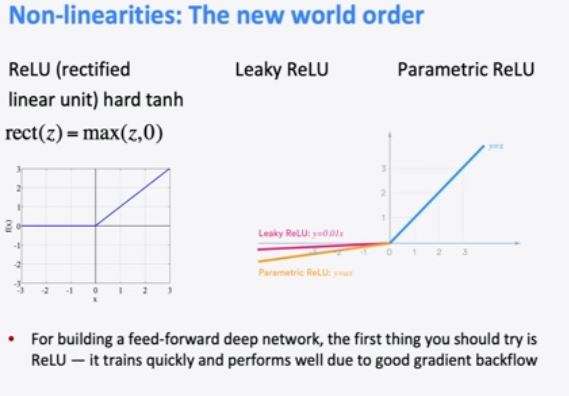 Non-linearities: The new world order
ReLU (rectified
linear unit) hard tanh
rect(z) = max(z,0)
3
2
1
0
-1
-2
-3
f(x)
-3 -2 -1 0 1 2 3
x
Leaky ReLU
Parametric ReLU
y=x
3
2
1
Leaky ReLU: y=0.01x
-3 -2 -1 0 1 2 3
Parametric ReLU: y=ax
• For building a feed-forward deep network, the first thing you should try is
ReLU — it trains quickly and performs well due to good gradient backflow